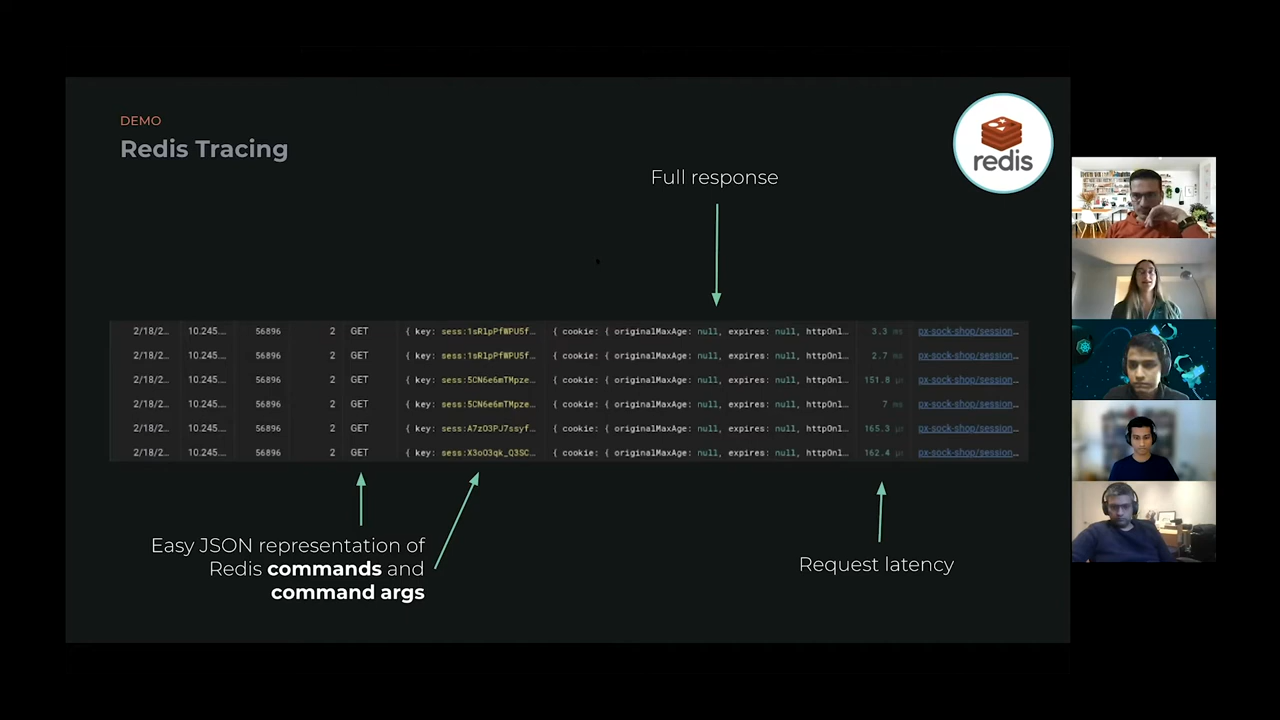 DEMO
Redis Tracing
redis
Full response
2/18/2… 10.245.… 56896 2 GET { key: sess:1sRlpPfWPU5f… { cookie: { originalMaxAge: null, expires: null, httpOnl… 3.3 ms px-sock-shop/session…
2/18/2… 10.245.… 56896 2 GET { key: sess:1sRlpPfWPU5f… { cookie: { originalMaxAge: null, expires: null, httpOnl… 2.7 ms px-sock-shop/session…
2/18/2… 10.245.… 56896 2 GET { key: sess:5CN6e6mTMpze… { cookie: { originalMaxAge: null, expires: null, httpOnl… 151.8 µs px-sock-shop/session…
2/18/2… 10.245.… 56896 2 GET { key: sess:5CN6e6mTMpze… { cookie: { originalMaxAge: null, expires: null, httpOnl… 7 ms px-sock-shop/session…
2/18/2… 10.245.… 56896 2 GET { key: sess:A7zO3PJ7ssyf… { cookie: { originalMaxAge: null, expires: null, httpOnl… 165.3 µs px-sock-shop/session…
2/18/2… 10.245.… 56896 2 GET { key: sess:X3oO3qk_Q3SC… { cookie: { originalMaxAge: null, expires: null, httpOnl… 162.4 µs px-sock-shop/session…
Easy JSON representation of
Redis commands and
command args
Request latency